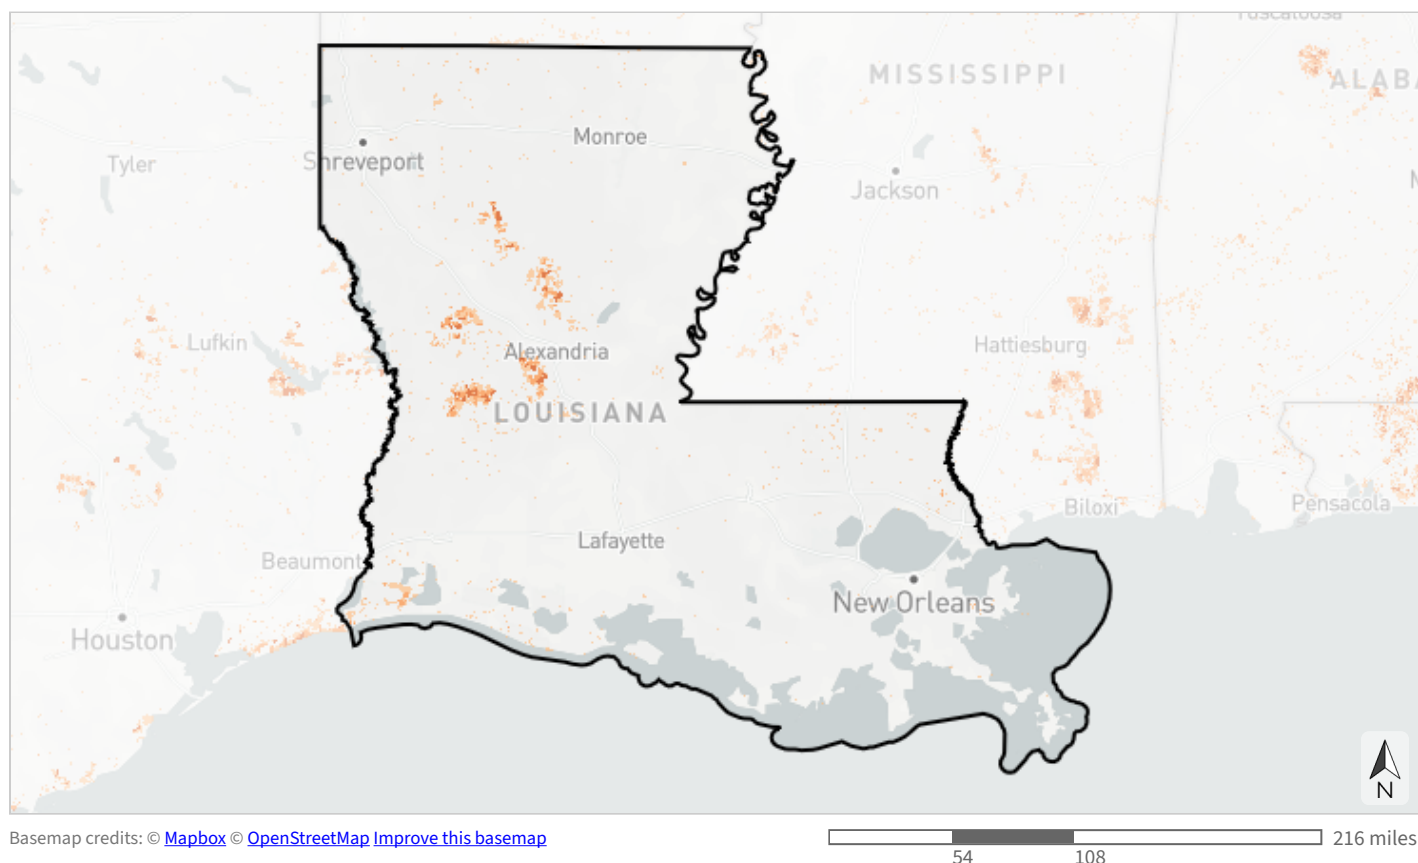 Tuscaloosa
MISSISSIPPI
ALABA
Monroe
Tyler
Shreveport
Jackson
Lufkin
Hattiesburg
Alexandria
LOUISIANA
Biloxi
Pensacola
Lafayette
Beaumont
New Orleans
Houston
N
Basemap credits: © Mapbox © OpenStreetMap Improve this basemap
216 miles
54 108